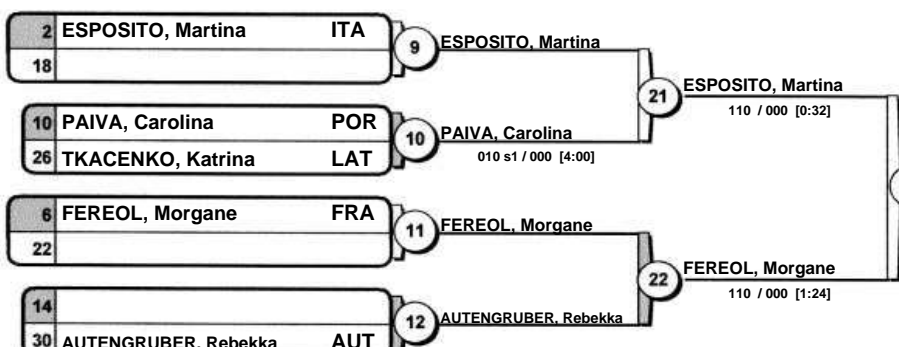 2 ESPOSITO, Martina ITA
18
9 ESPOSITO, Martina
10 PAIVA, Carolina POR
26 TKACENKO, Katrina LAT
10 PAIVA, Carolina
010 s1 / 000 [4:00]
21 ESPOSITO, Martina
110 / 000 [0:32]
6 FEREOL, Morgane FRA
22
11 FEREOL, Morgane
14
30 AUTENGRUBER, Rebekka AUT
12 AUTENGRUBER, Rebekka
22 FEREOL, Morgane
110 / 000 [1:24]